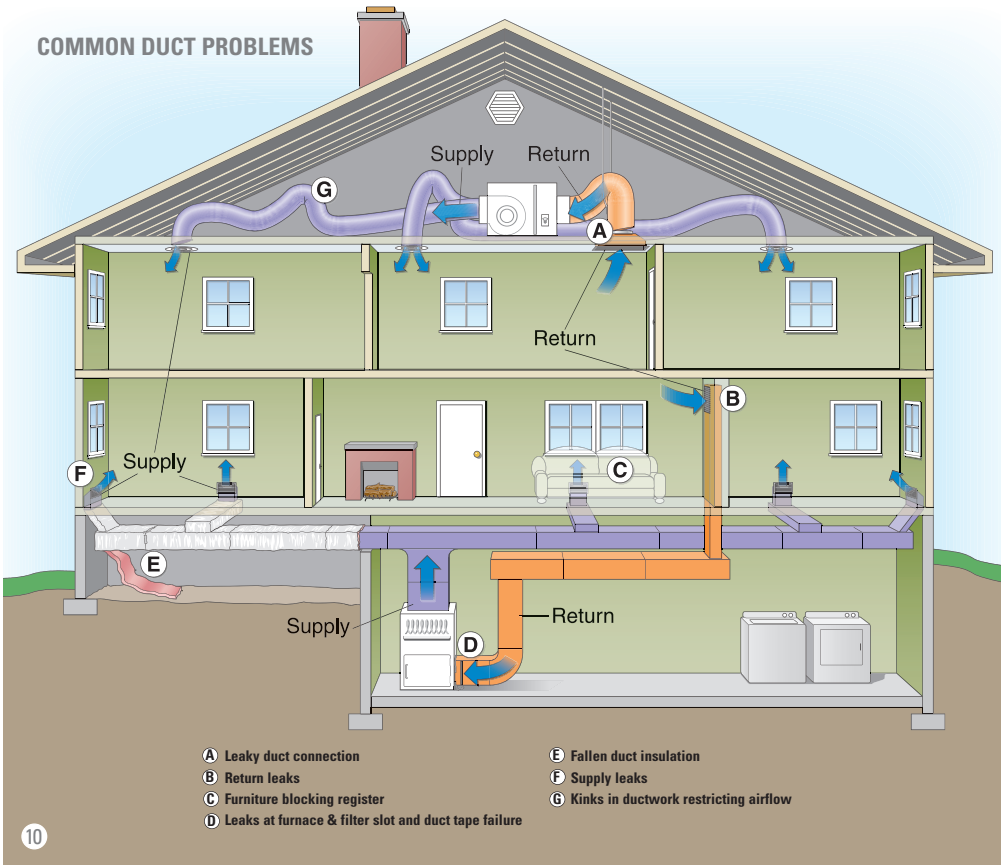 COMMON DUCT PROBLEMS
Supply
Return
G
A
Return
B
F
Supply
C
E
Supply
Return
D
A Leaky duct connection
B Return leaks
C Furniture blocking register
D Leaks at furnace & filter slot and duct tape failure
E Fallen duct insulation
F Supply leaks
G Kinks in ductwork restricting airflow
10